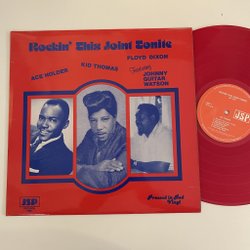 Rockin' This Joint Tonite
KID THOMAS
FLOYD DIXON
ACE HOLDER
Featuring
JOHNNY
GUITAR
WATSON
JSP
Pressed in Red
Vinyl
JSP